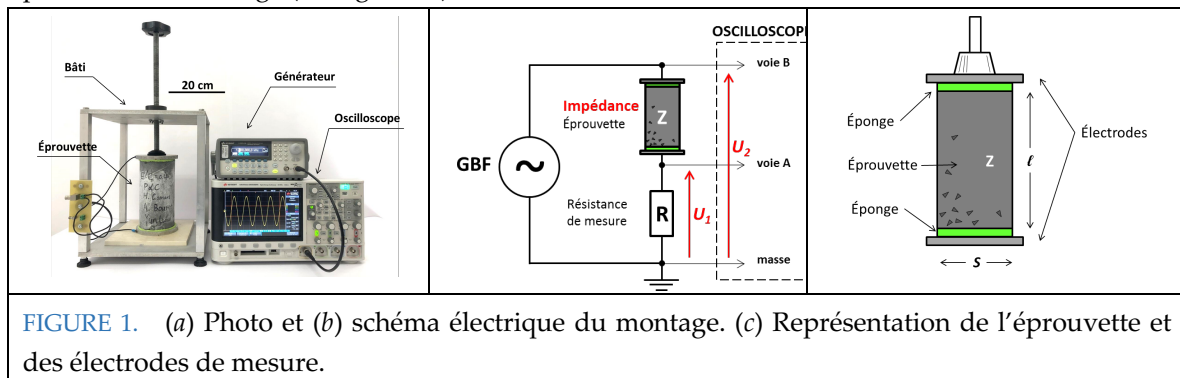 Bâti
20 cm
Générateur
Oscilloscope
Éprouvette
OSCILLOSCOPE
voie B
Impédance
Éprouvette
Z
U2
GBF
~
voie A
Résistance
de mesure
R
U1
masse
Éponge
Éprouvette
Z
ℓ
Électrodes
Éponge
S
FIGURE 1. (a) Photo et (b) schéma électrique du montage. (c) Représentation de l'éprouvette et
des électrodes de mesure.